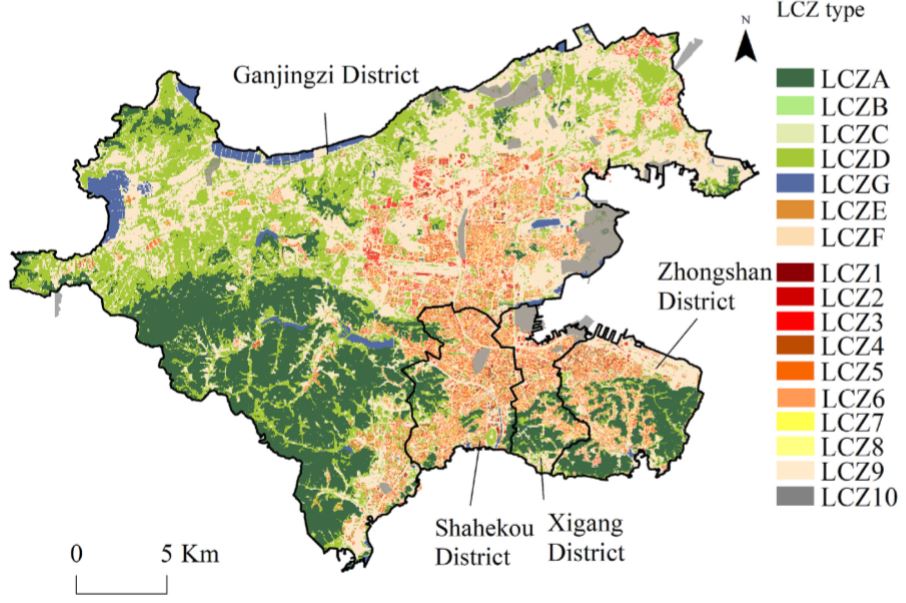 LCZ type
N
Ganjingzi District
LCZA
LCZB
LCZC
LCZD
LCZG
LCZE
LCZF
Zhongshan
District
LCZ1
LCZ2
LCZ3
LCZ4
LCZ5
LCZ6
LCZ7
LCZ8
LCZ9
LCZ10
Shahekou
District
Xigang
District
0 5 Km